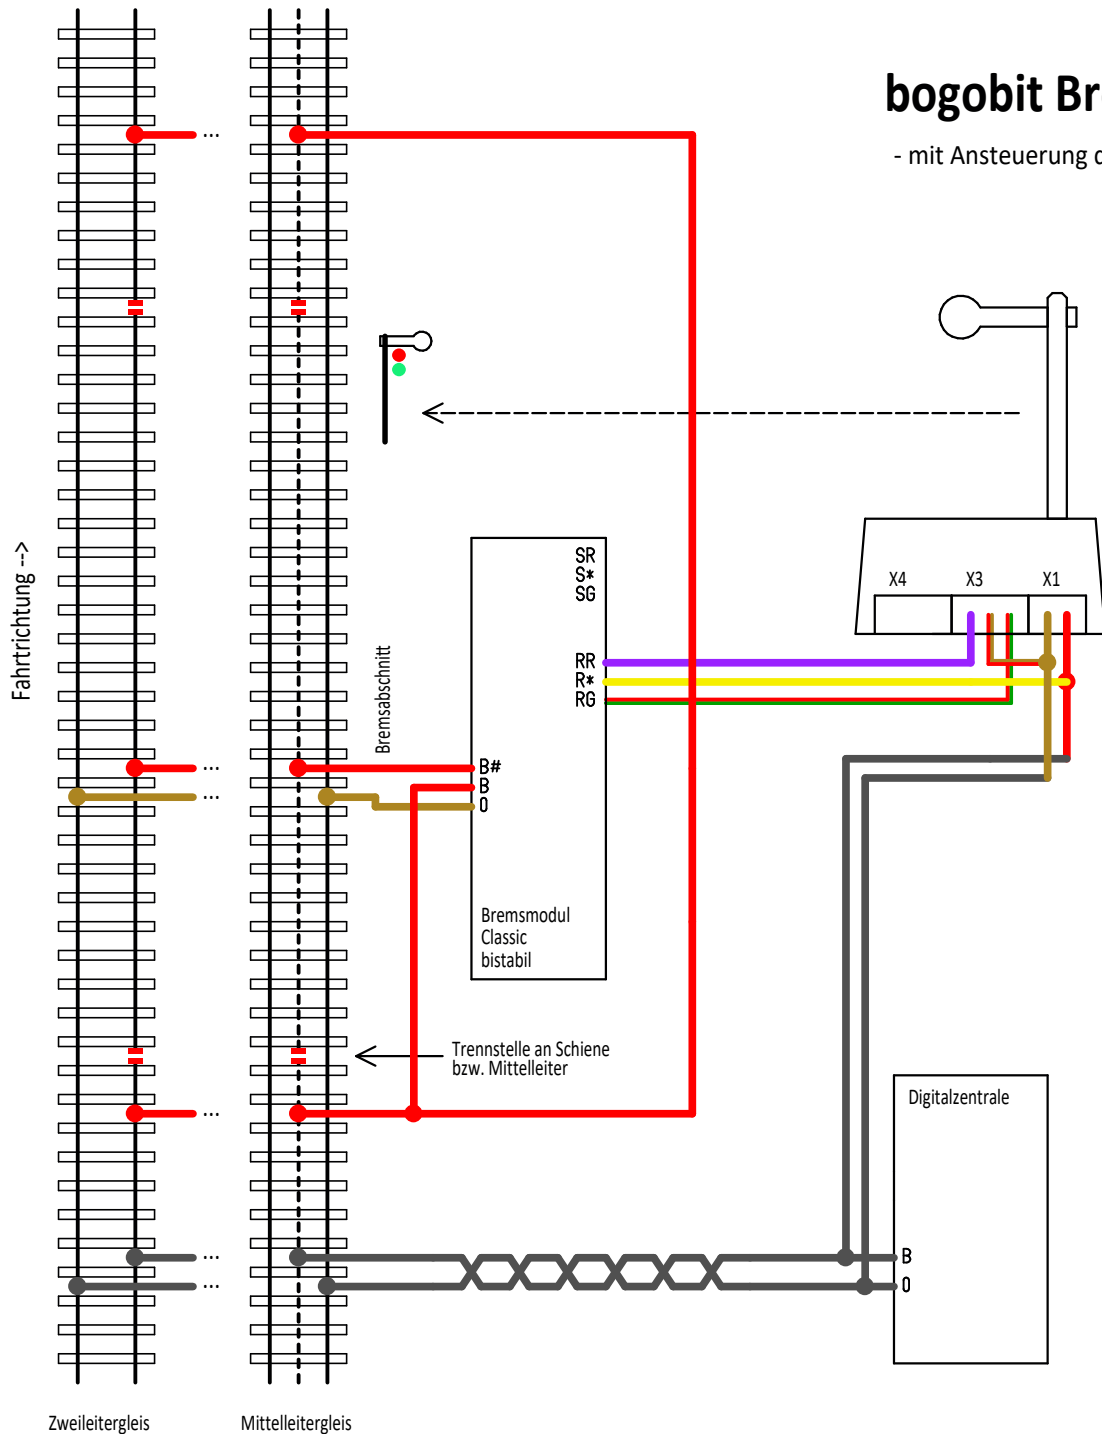 bogobit Br
- mit Ansteuerung d
...
...
Fahrtrichtung -->
X4
X3
X1
SR
S*
SG
RR
R*
RG
Bremsabschnitt
...
...
B#
B
0
Bremsmodul
Classic
bistabil
Trennstelle an Schiene
bzw. Mittelleiter
Digitalzentrale
...
...
B
0
Zweileitergleis
Mittelleitergleis